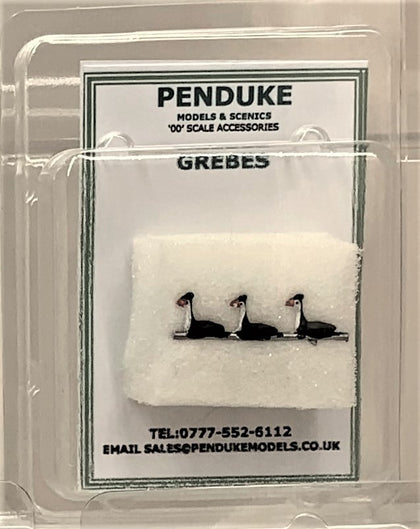 PENDUKE
MODELS & SCENICS
'00' SCALE ACCESSORIES
GREBES
TEL:0777-552-6112
EMAIL SALES@PENDUKEMODELS.CO.UK